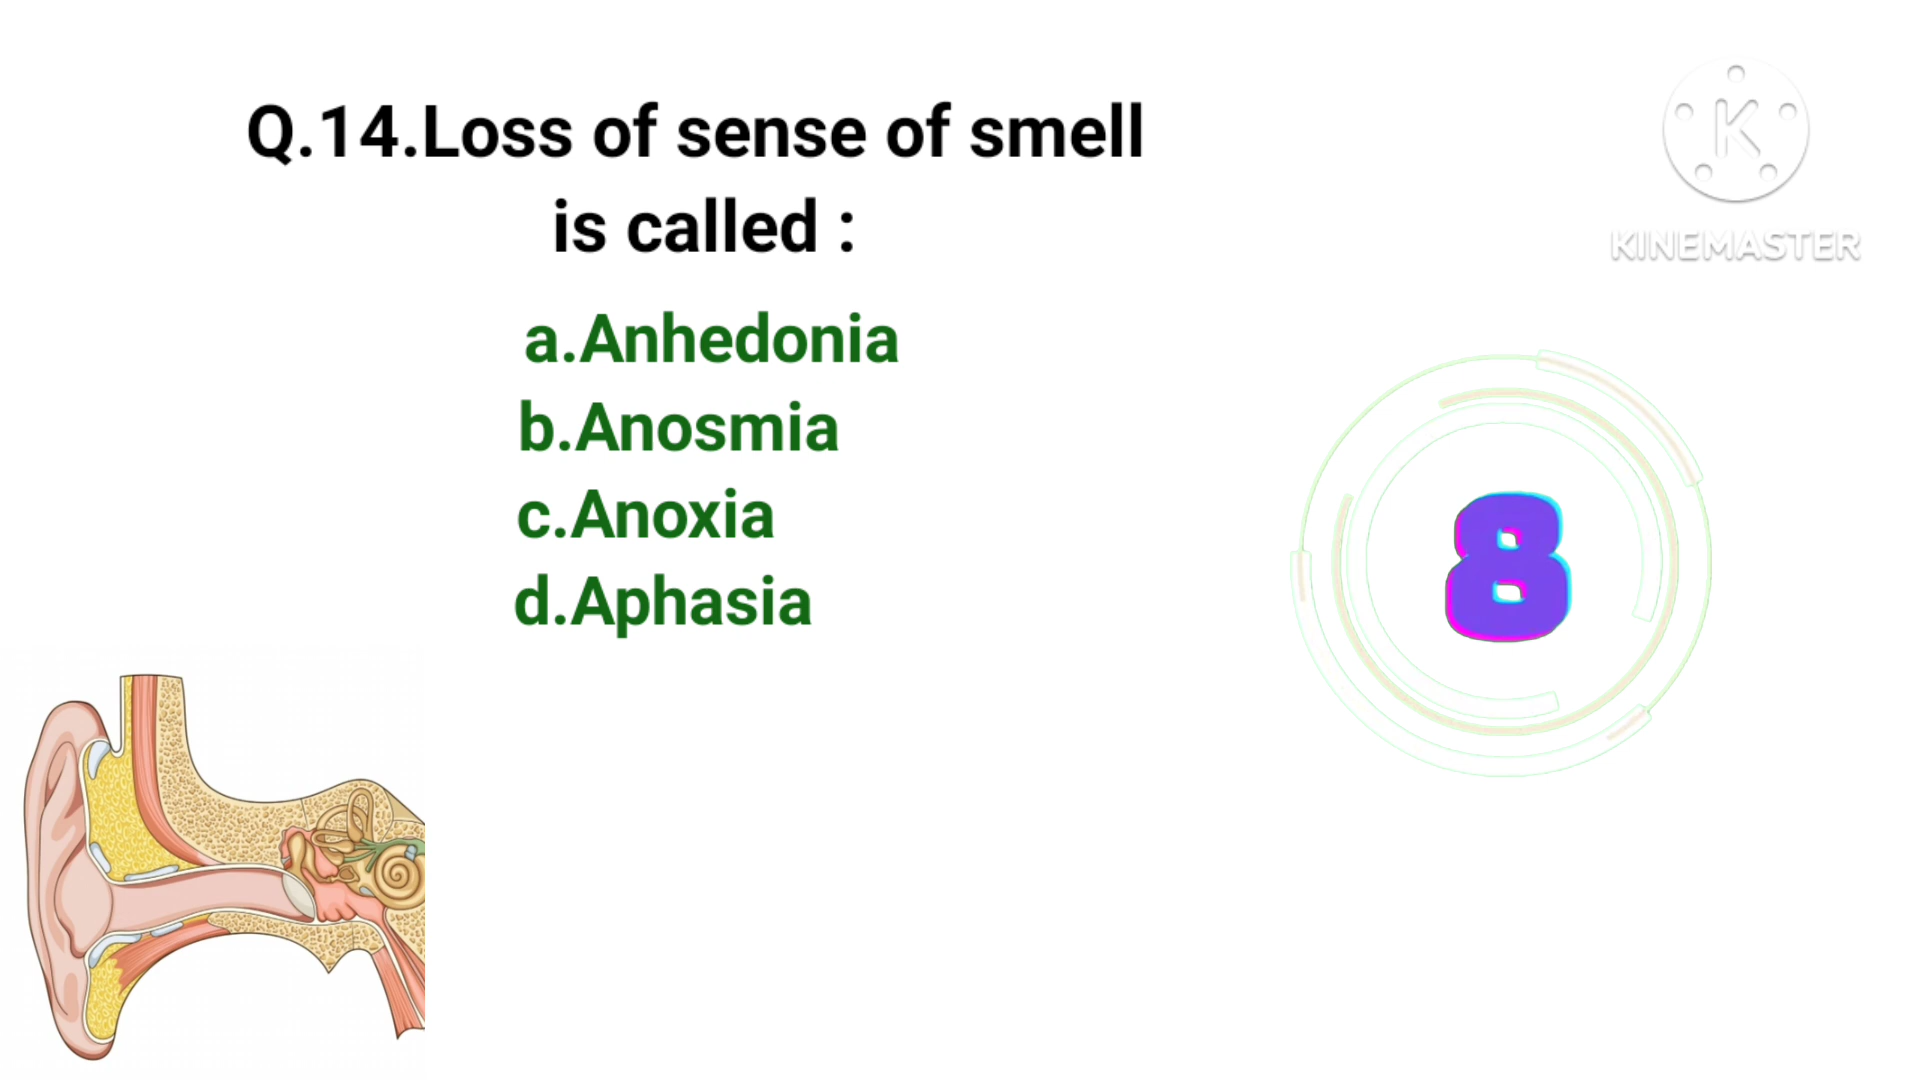 Q.14.Loss of sense of smell
is called :
a.Anhedonia
b.Anosmia
c.Anoxia
d.Aphasia
8
K
KINEMASTER